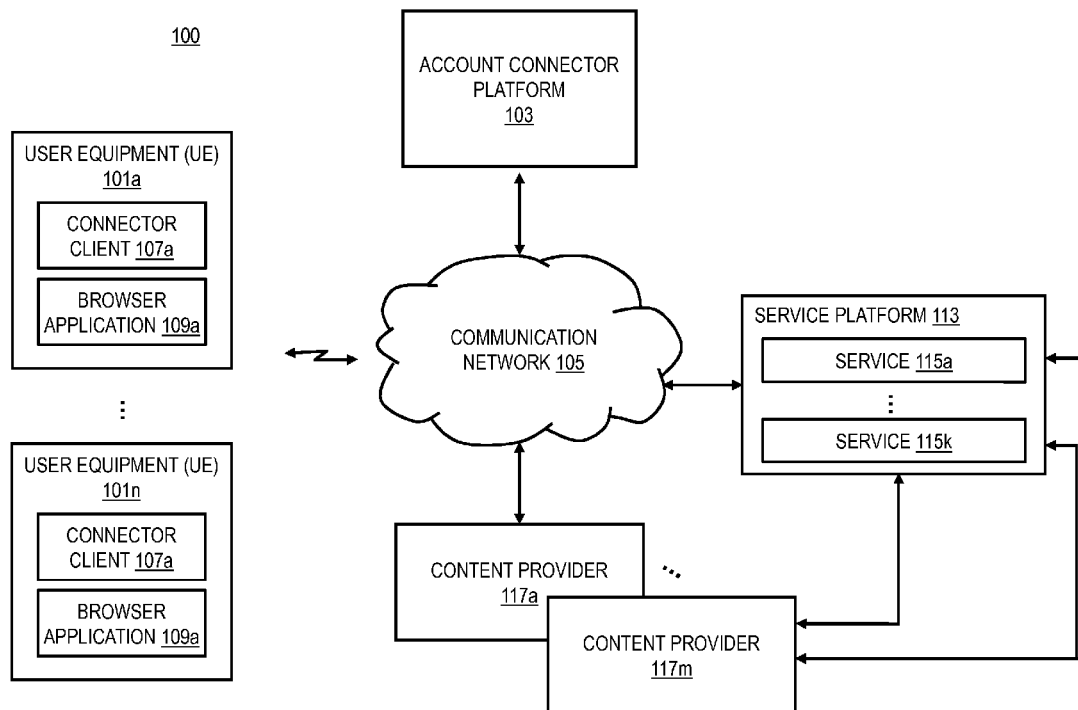 100
ACCOUNT CONNECTOR
PLATFORM
103
USER EQUIPMENT (UE)
101a
CONNECTOR
CLIENT 107a
BROWSER
APPLICATION 109a
...
USER EQUIPMENT (UE)
101n
CONNECTOR
CLIENT 107a
BROWSER
APPLICATION 109a
COMMUNICATION
NETWORK 105
SERVICE PLATFORM 113
SERVICE 115a
...
SERVICE 115k
CONTENT PROVIDER
117a
...
CONTENT PROVIDER
117m